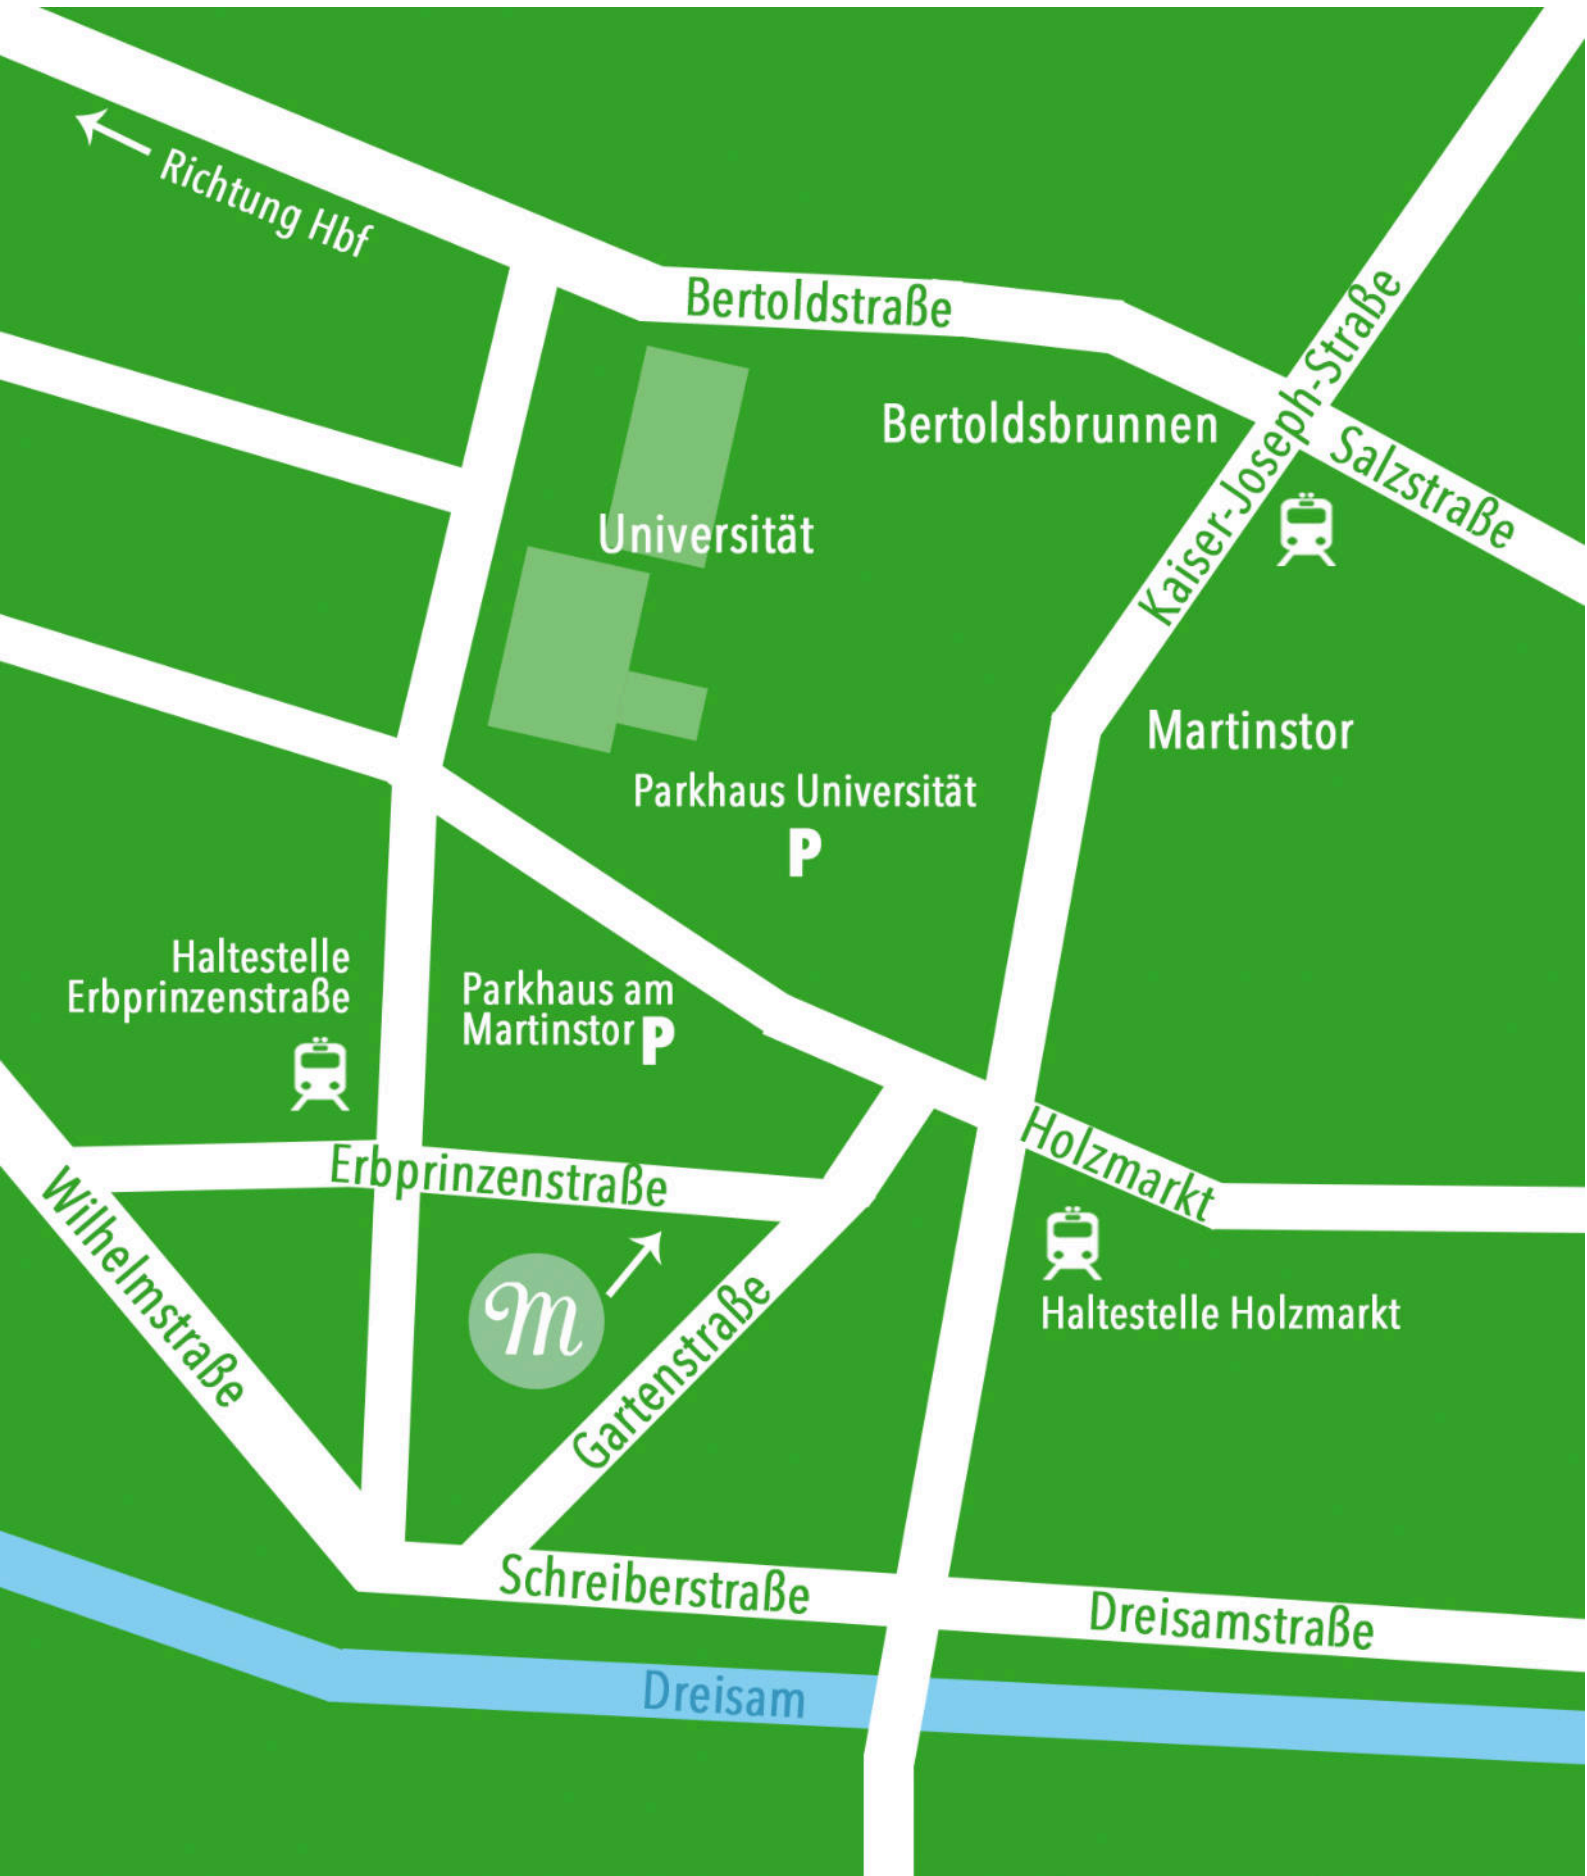 Richtung Hbf
Bertoldstraße
Kaiser-Joseph-Straße
Bertoldsbrunnen
Salzstraße
Universität
Martinstor
Parkhaus Universität
P
Haltestelle
Erbprinzenstraße
Parkhaus am
Martinstor P
Holzmarkt
Erbprinzenstraße
Wilhelmstraße
M
Gartenstraße
Haltestelle Holzmarkt
Schreiberstraße
Dreisamstraße
Dreisam